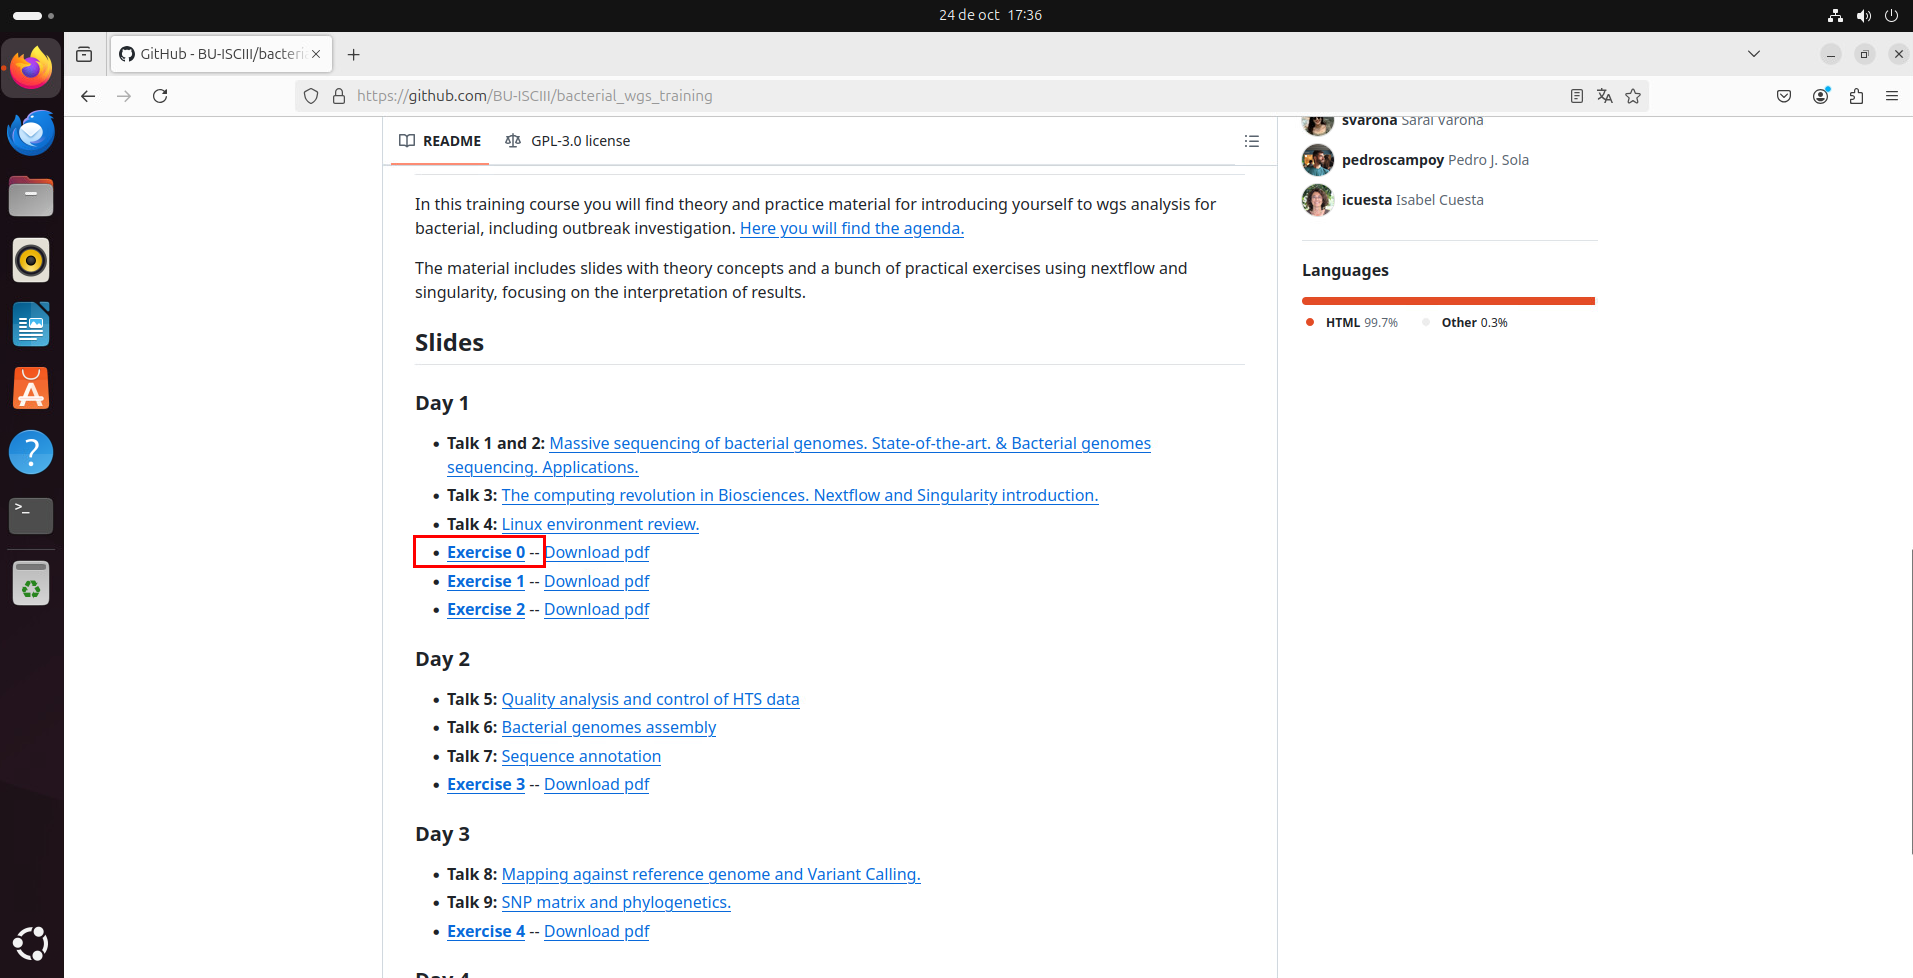 24 de oct 17:36
GitHub - BU-ISCIII/bacteri
https://github.com/BU-ISCIII/bacterial_wgs_training
README
GPL-3.0 license
svarona Sarai Varona
pedroscampoy Pedro J. Sola
icuesta Isabel Cuesta
Languages
HTML 99.7% Other 0.3%
In this training course you will find theory and practice material for introducing yourself to wgs analysis for
bacterial, including outbreak investigation. Here you will find the agenda.
The material includes slides with theory concepts and a bunch of practical exercises using nextflow and
singularity, focusing on the interpretation of results.
Slides
Day 1
• Talk 1 and 2: Massive sequencing of bacterial genomes. State-of-the-art. & Bacterial genomes
sequencing. Applications.
• Talk 3: The computing revolution in Biosciences. Nextflow and Singularity introduction.
• Talk 4: Linux environment review.
• Exercise 0 -- Download pdf
• Exercise 1 -- Download pdf
• Exercise 2 -- Download pdf
Day 2
• Talk 5: Quality analysis and control of HTS data
• Talk 6: Bacterial genomes assembly
• Talk 7: Sequence annotation
• Exercise 3 -- Download pdf
Day 3
• Talk 8: Mapping against reference genome and Variant Calling.
• Talk 9: SNP matrix and phylogenetics.
• Exercise 4 -- Download pdf
Day 4